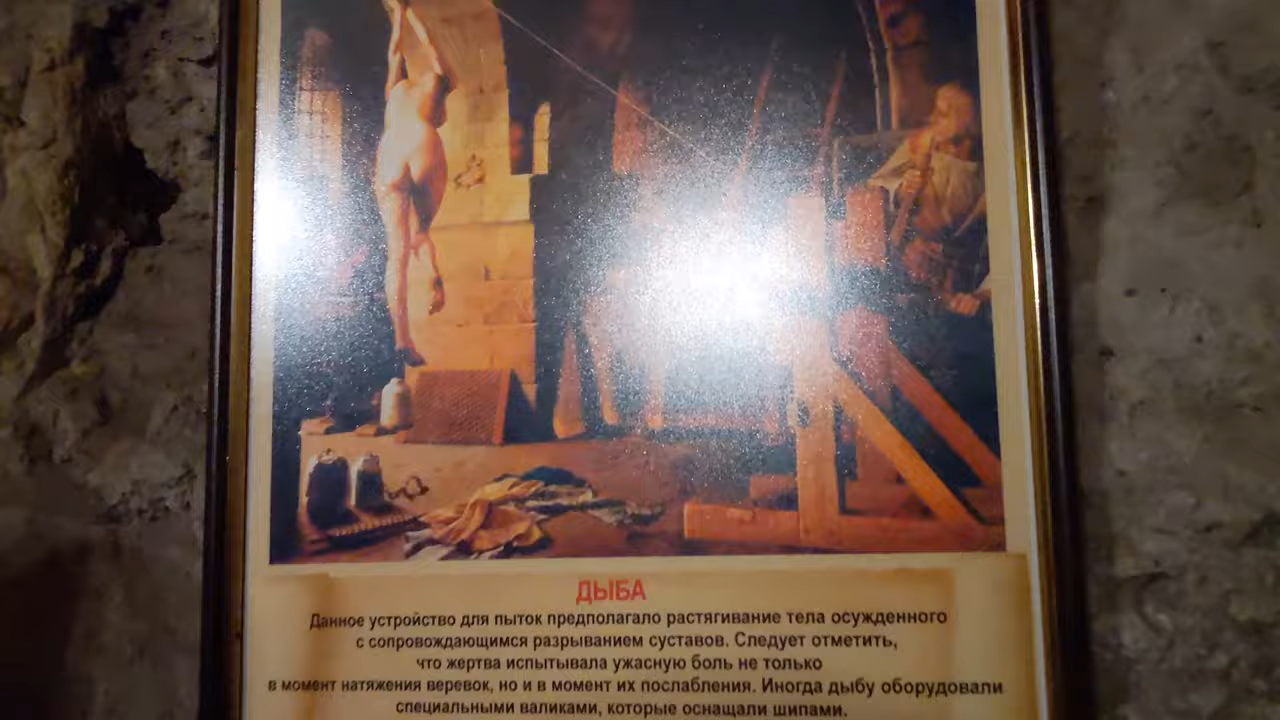 ДЫБА
Данное устройство для пыток предполагало растягивание тела осужденного
с сопровождающимся разрыванием суставов. Следует отметить,
что жертва испытывала ужасную боль не только
в момент натяжения веревок, но и в момент их послабления. Иногда дыбу оборудовали
специальными валиками, которые оснащали шипами.